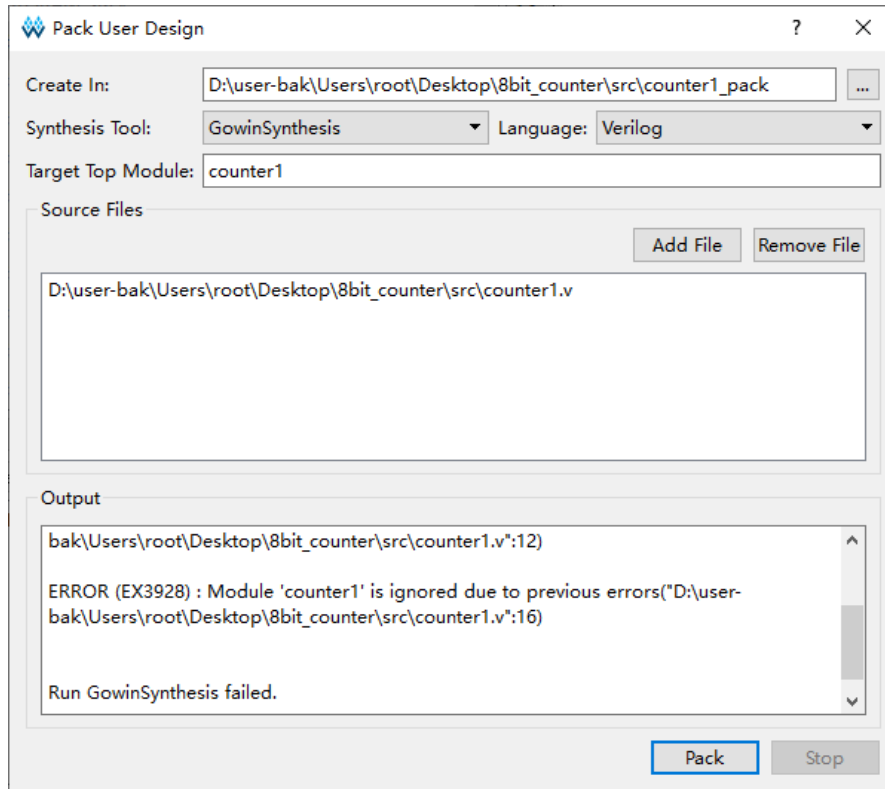 Pack User Design
?
Create In: D:\user-bak\Users\root\Desktop\8bit_counter\src\counter1_pack ...
Synthesis Tool: GowinSynthesis Language: Verilog
Target Top Module: counter1
Source Files
Add File Remove File
D:\user-bak\Users\root\Desktop\8bit_counter\src\counter1.v
Output
bak\Users\root\Desktop\8bit_counter\src\counter1.v":12)
ERROR (EX3928) : Module 'counter1' is ignored due to previous errors("D:\user-
bak\Users\root\Desktop\8bit_counter\src\counter1.v":16)
Run GowinSynthesis failed.
Pack Stop